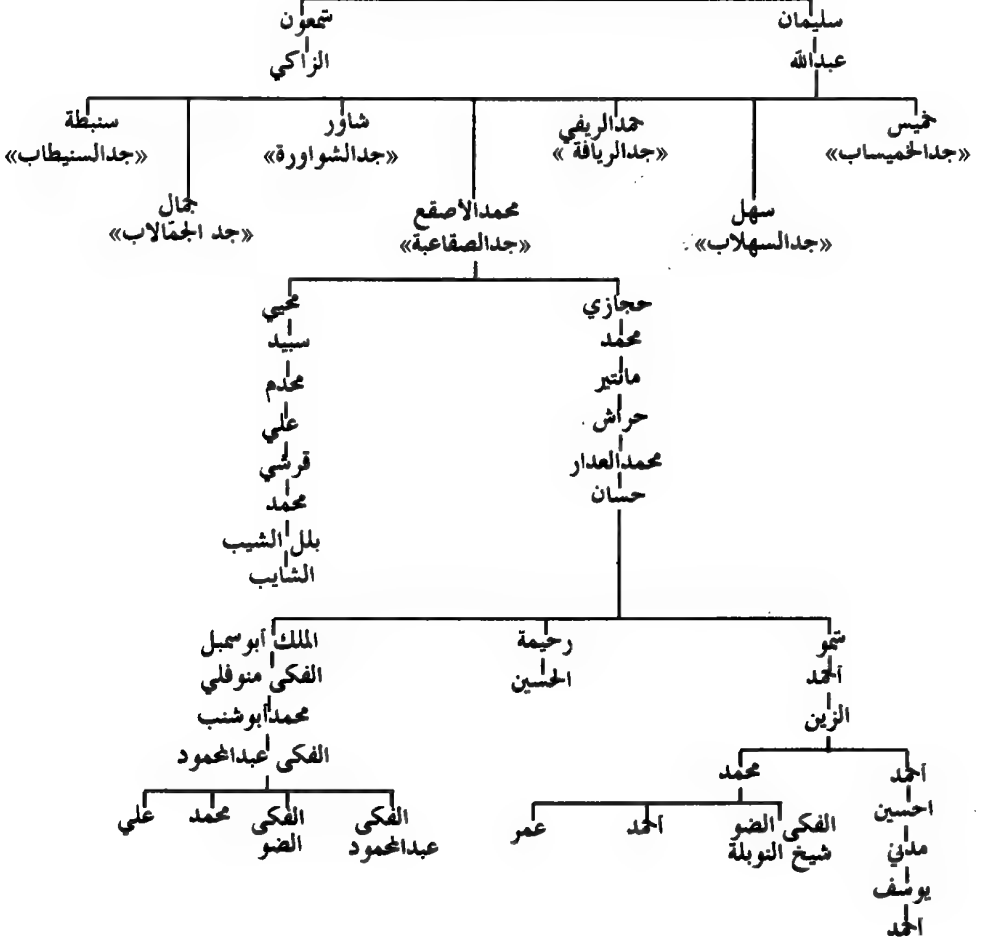 سليمان
شمعون
عبدالله
الزاكي
خميس
«جدالخميساب»
حمدالريفي
«جدالريافة»
شاور
«جدالشواورة»
سنبطة
«جدالسنيطاب»
سهل
«جدالسهلاب»
محمدالاصقع
«جدالصقاعبة»
جمال
«جد الجمّالاب»
حجازي
محمد
مانتير
حراش
محمدالعدار
حسان
محيي
سبيد
محدم
علي
قرشي
محمد
بلل الشيب
الشايب
شمو
أحمد
الزين
رحيمة
الحسين
الملك أبوسمبل
الفكى منوفلي
محمدأبوشنب
الفكى عبدالمحمود
أحمد
احسين
مدني
يوسف
احمد
محمد
الفكى الضو
شيخ النوبلة
أحمد
عمر
الفكى
عبدالمحمود
الفكى
الضو
محمد
علي